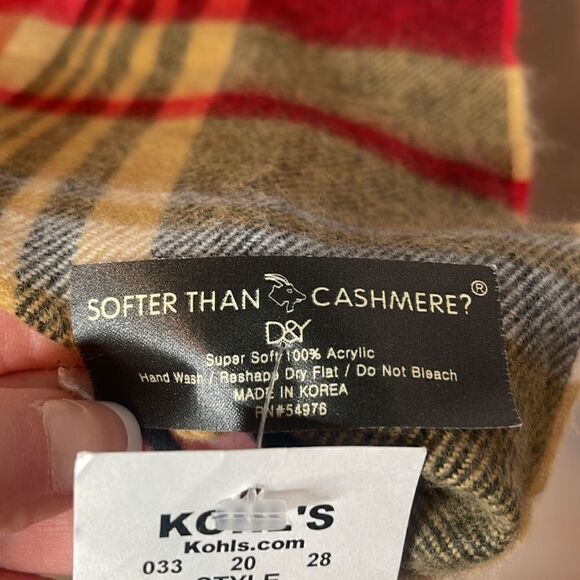 SOFTER THAN CASHMERE?®
D&Y
Super Soft 100% Acrylic
Hand Wash / Reshape Dry Flat / Do Not Bleach
MADE IN KOREA
RN#54976
KOHL'S
Kohls.com
033 20 28
STYLE